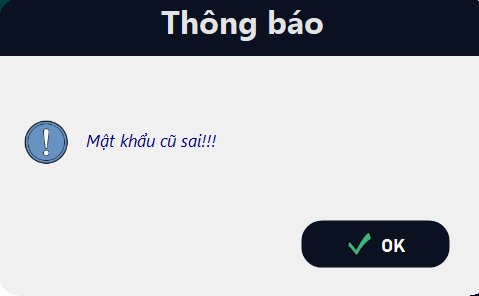 Thông báo
Mật khẩu cũ sai!!!
OK